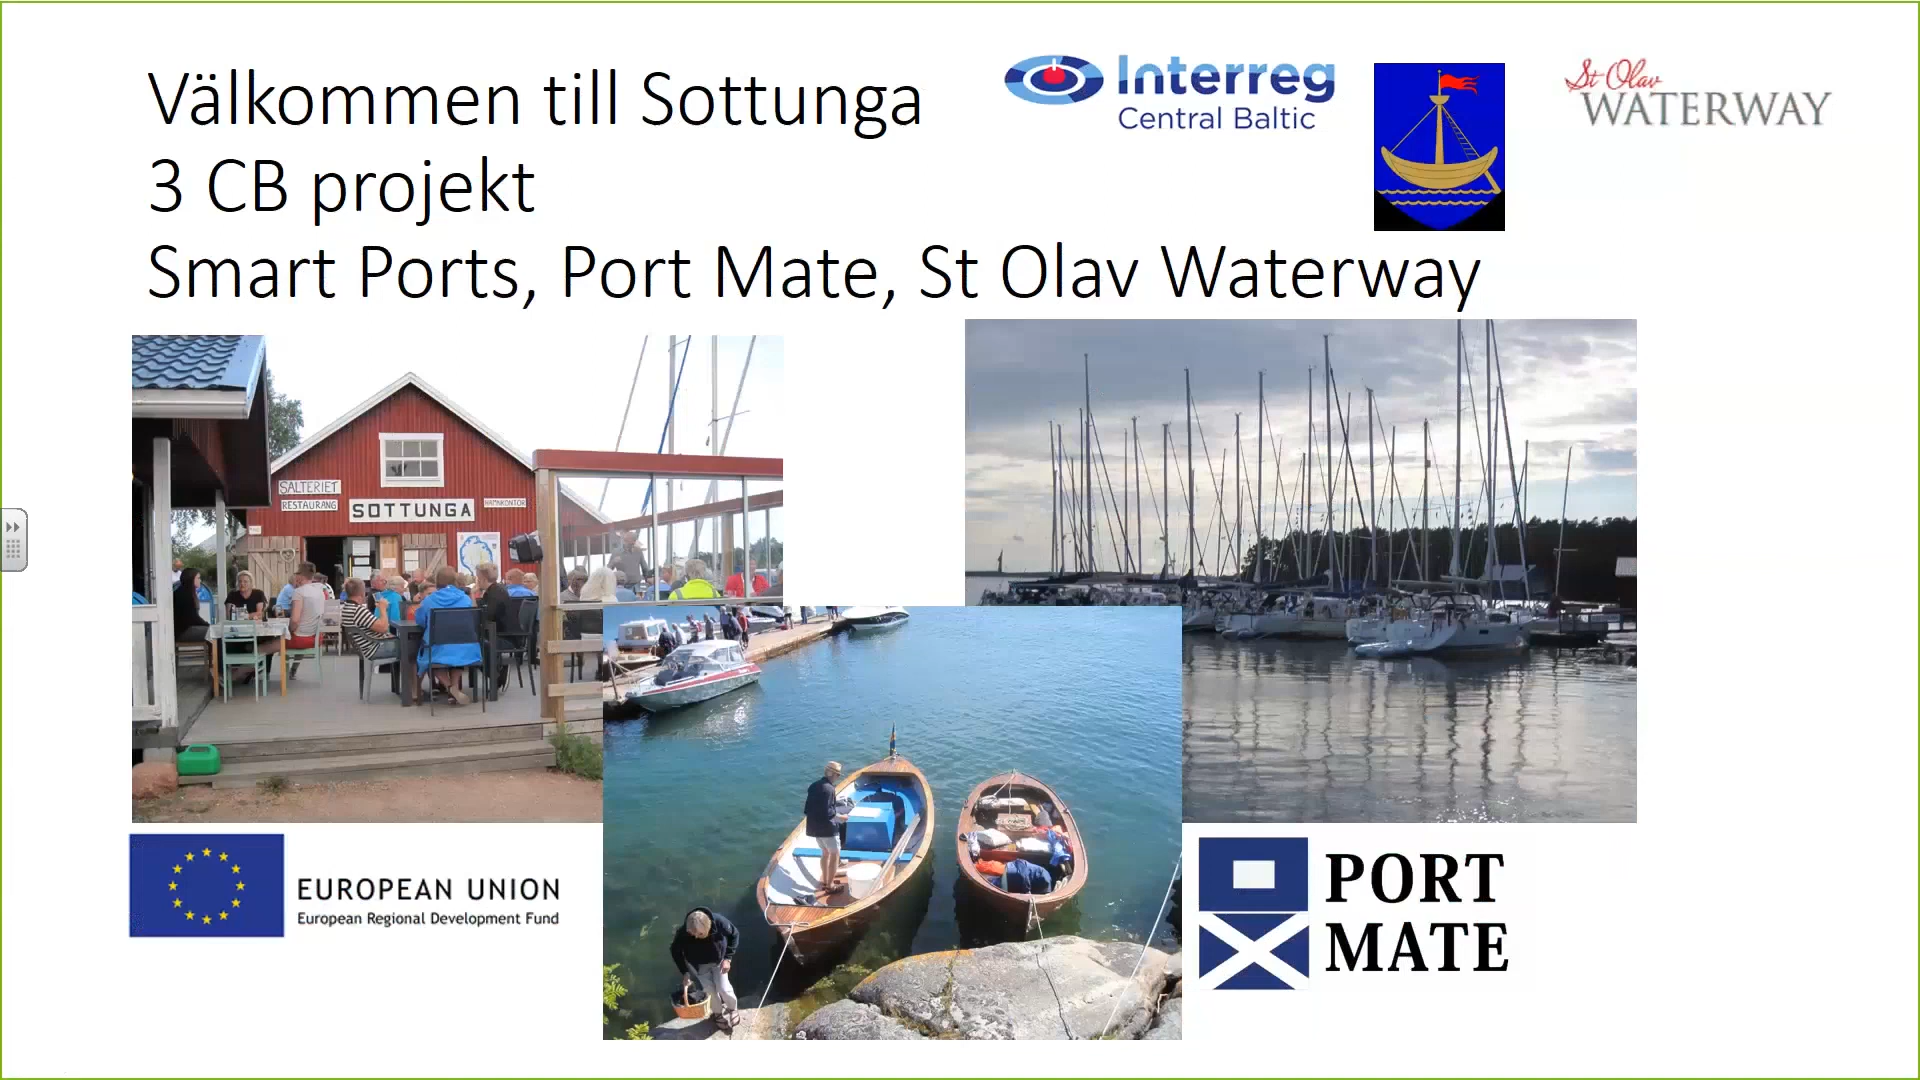 Välkommen till Sottunga
3 CB projekt
Smart Ports, Port Mate, St Olav Waterway
Interreg
Central Baltic
St Olav
WATERWAY
SALTERIET
RESTAURANG
SOTTUNGA
HAMNKONTOR
EUROPEAN UNION
European Regional Development Fund
PORT
MATE